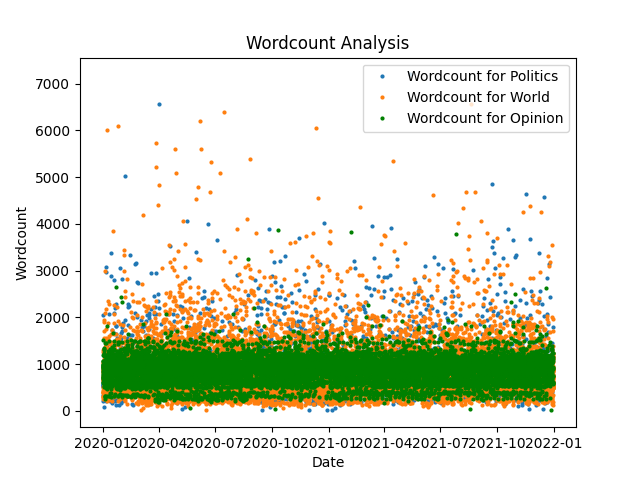 Wordcount Analysis
Wordcount for Politics
Wordcount for World
Wordcount for Opinion
7000
6000
5000
4000
3000
2000
1000
0
Wordcount
2020-01 2020-04 2020-07 2020-10 2021-01 2021-04 2021-07 2021-10 2022-01
Date